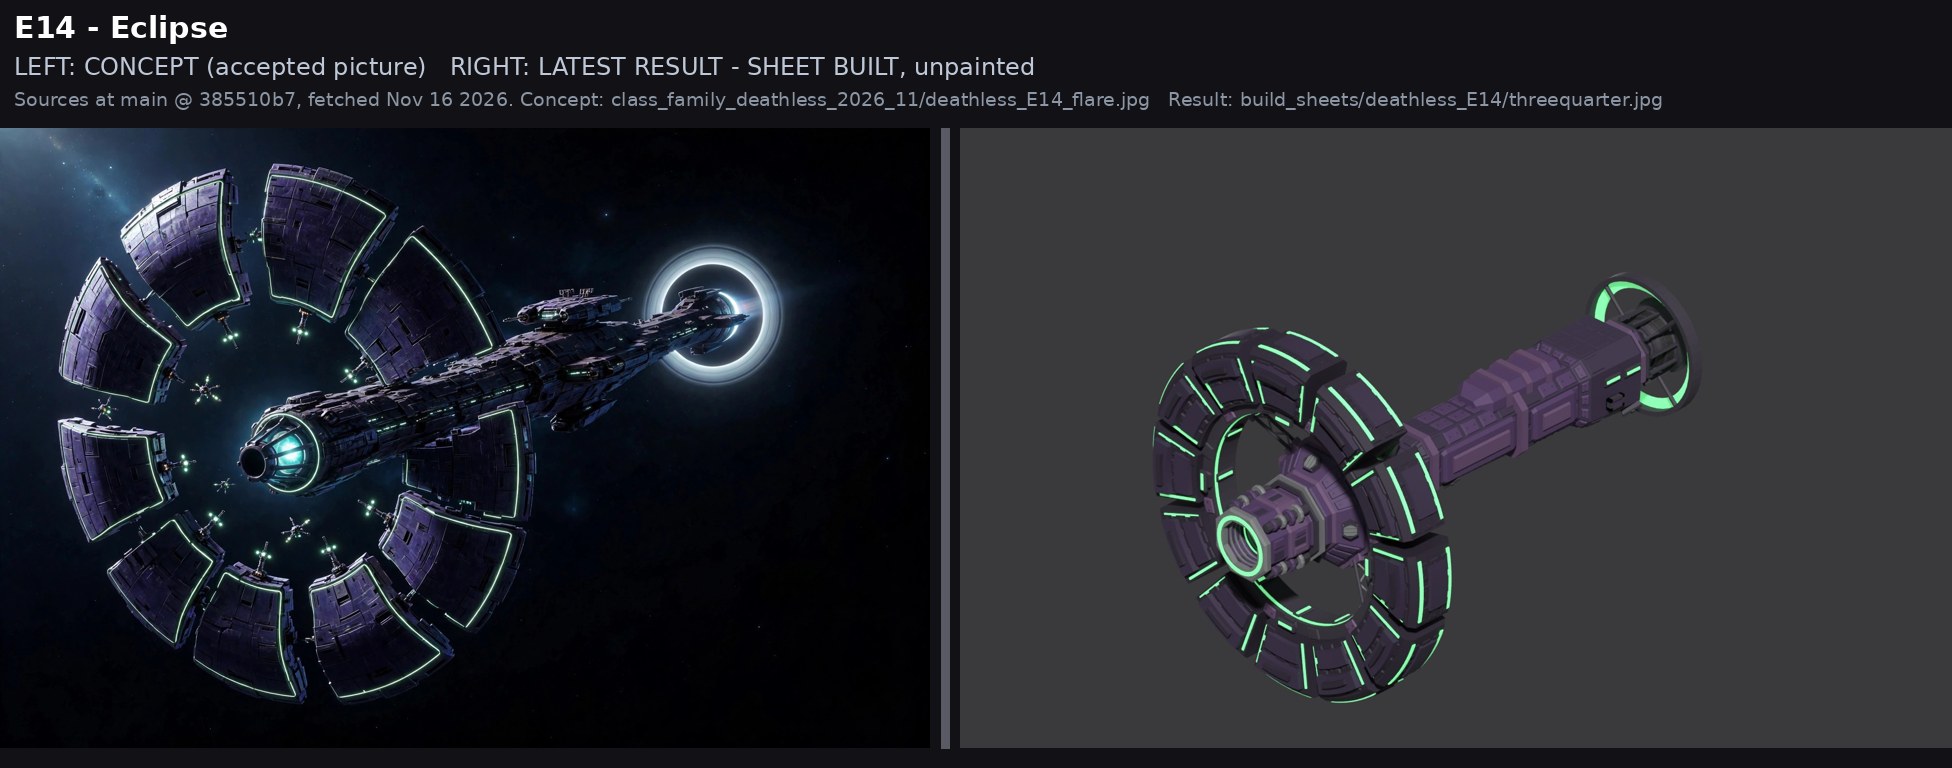 E14 - Eclipse
LEFT: CONCEPT (accepted picture)   RIGHT: LATEST RESULT - SHEET BUILT, unpainted
Sources at main @ 385510b7, fetched Nov 16 2026. Concept: class_family_deathless_2026_11/deathless_E14_flare.jpg   Result: build_sheets/deathless_E14/threequarter.jpg